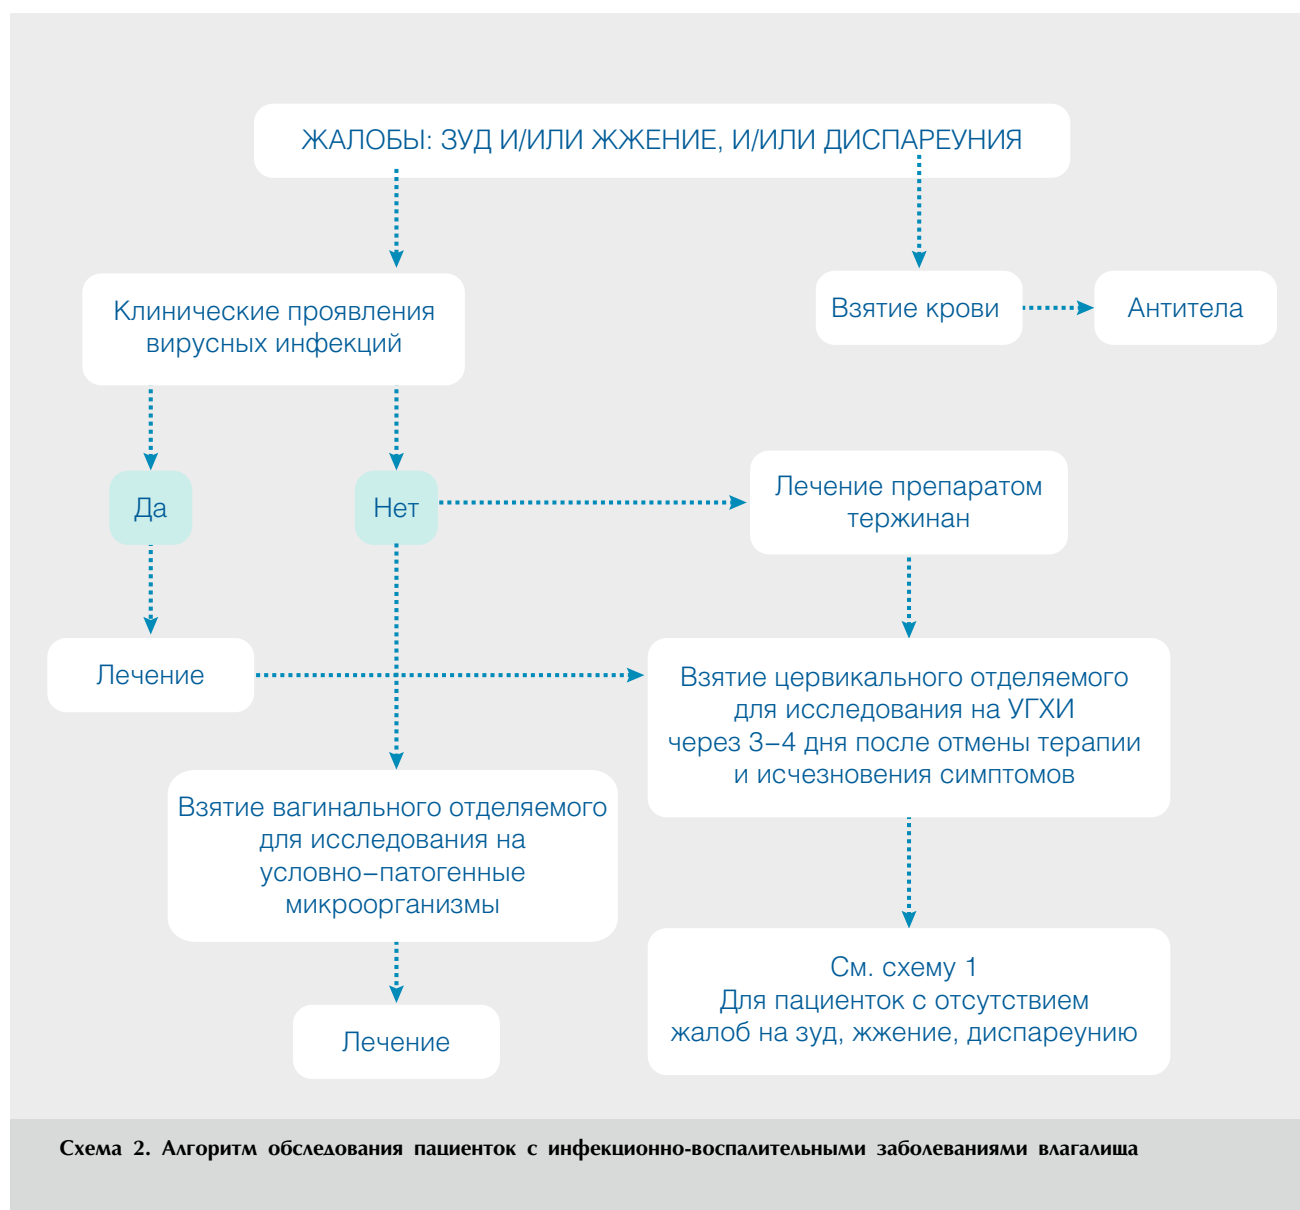 ЖАЛОБЫ: ЗУД И/ИЛИ ЖЖЕНИЕ, И/ИЛИ ДИСПАРЕУНИЯ
Клинические проявления
вирусных инфекций
Взятие крови
Антитела
Да
Нет
Лечение препаратом
тержинан
Лечение
Взятие цервикального отделяемого
для исследования на УГХИ
через 3–4 дня после отмены терапии
и исчезновения симптомов
Взятие вагинального отделяемого
для исследования на
условно–патогенные
микроорганизмы
См. схему 1
Для пациенток с отсутствием
жалоб на зуд, жжение, диспареунию
Лечение
Схема 2. Алгоритм обследования пациенток с инфекционно-воспалительными заболеваниями влагалища